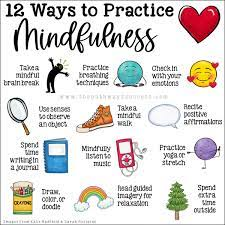 12 Ways to Practice
Mindfulness
Take a
mindful
brain break
Practice
breathing
techniques
Check in
with your
emotions
Use senses
to observe
an object
Take a
mindful
walk
Recite
positive
affirmations
Spend
time
writing in
a journal
Mindfully
listen to
music
Practice
yoga or
stretch
Draw,
color, or
doodle
CRAYONS
Read guided
imagery for
relaxation
Spend
extra
time
outside